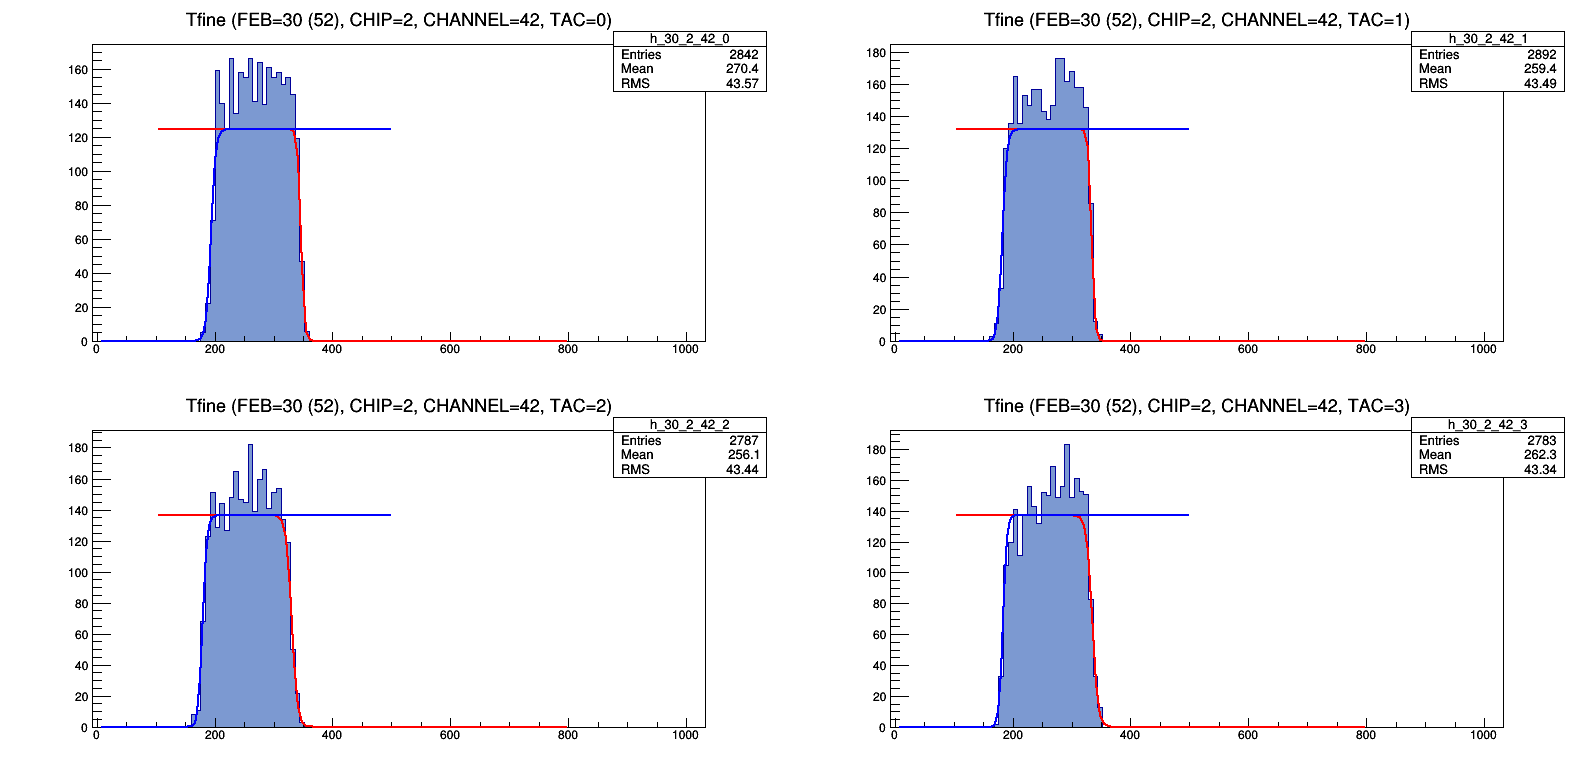 Tfine (FEB=30 (52), CHIP=2, CHANNEL=42, TAC=0)
h_30_2_42_0
Entries 2842
Mean 270.4
RMS 43.57
160
140
120
100
80
60
40
20
0
0 200 400 600 800 1000
Tfine (FEB=30 (52), CHIP=2, CHANNEL=42, TAC=1)
h_30_2_42_1
Entries 2892
Mean 259.4
RMS 43.49
180
160
140
120
100
80
60
40
20
0
0 200 400 600 800 1000
Tfine (FEB=30 (52), CHIP=2, CHANNEL=42, TAC=2)
h_30_2_42_2
Entries 2787
Mean 256.1
RMS 43.44
180
160
140
120
100
80
60
40
20
0
0 200 400 600 800 1000
Tfine (FEB=30 (52), CHIP=2, CHANNEL=42, TAC=3)
h_30_2_42_3
Entries 2783
Mean 262.3
RMS 43.34
180
160
140
120
100
80
60
40
20
0
0 200 400 600 800 1000